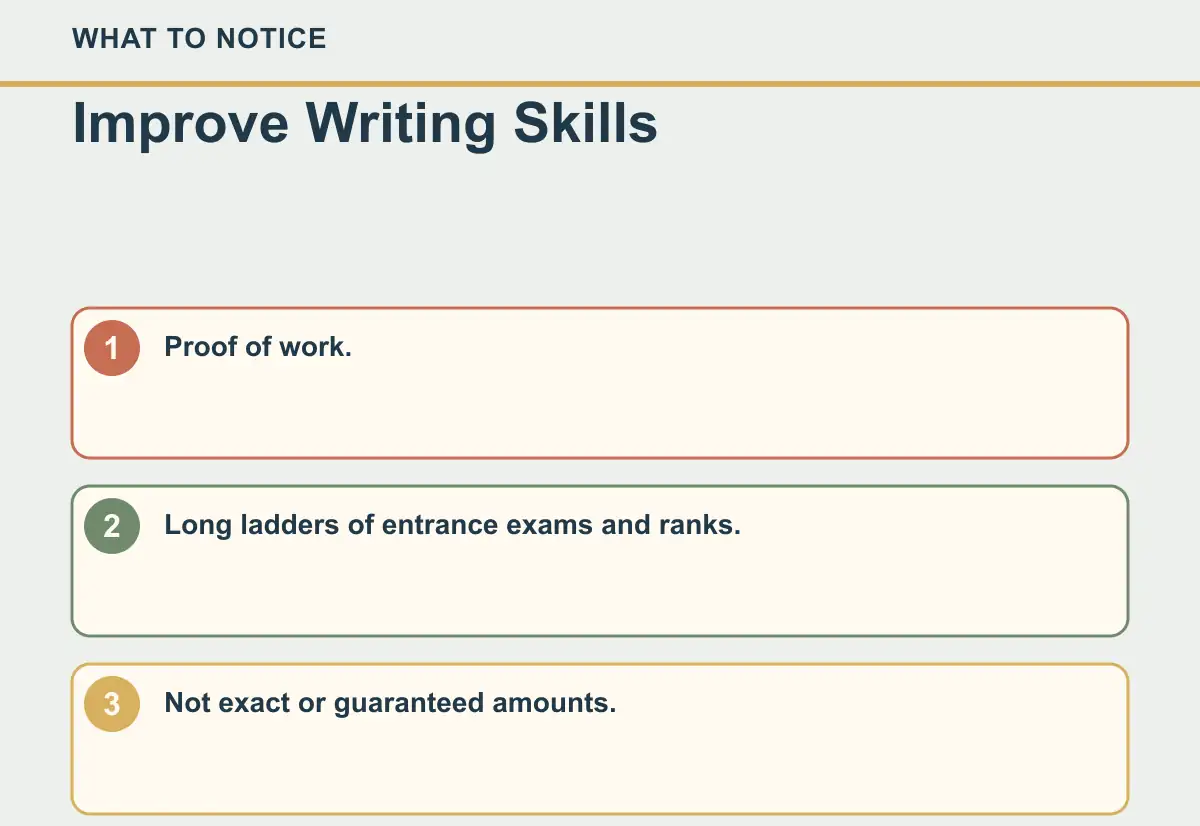 WHAT TO NOTICE
Improve Writing Skills
1 Proof of work.
2 Long ladders of entrance exams and ranks.
3 Not exact or guaranteed amounts.